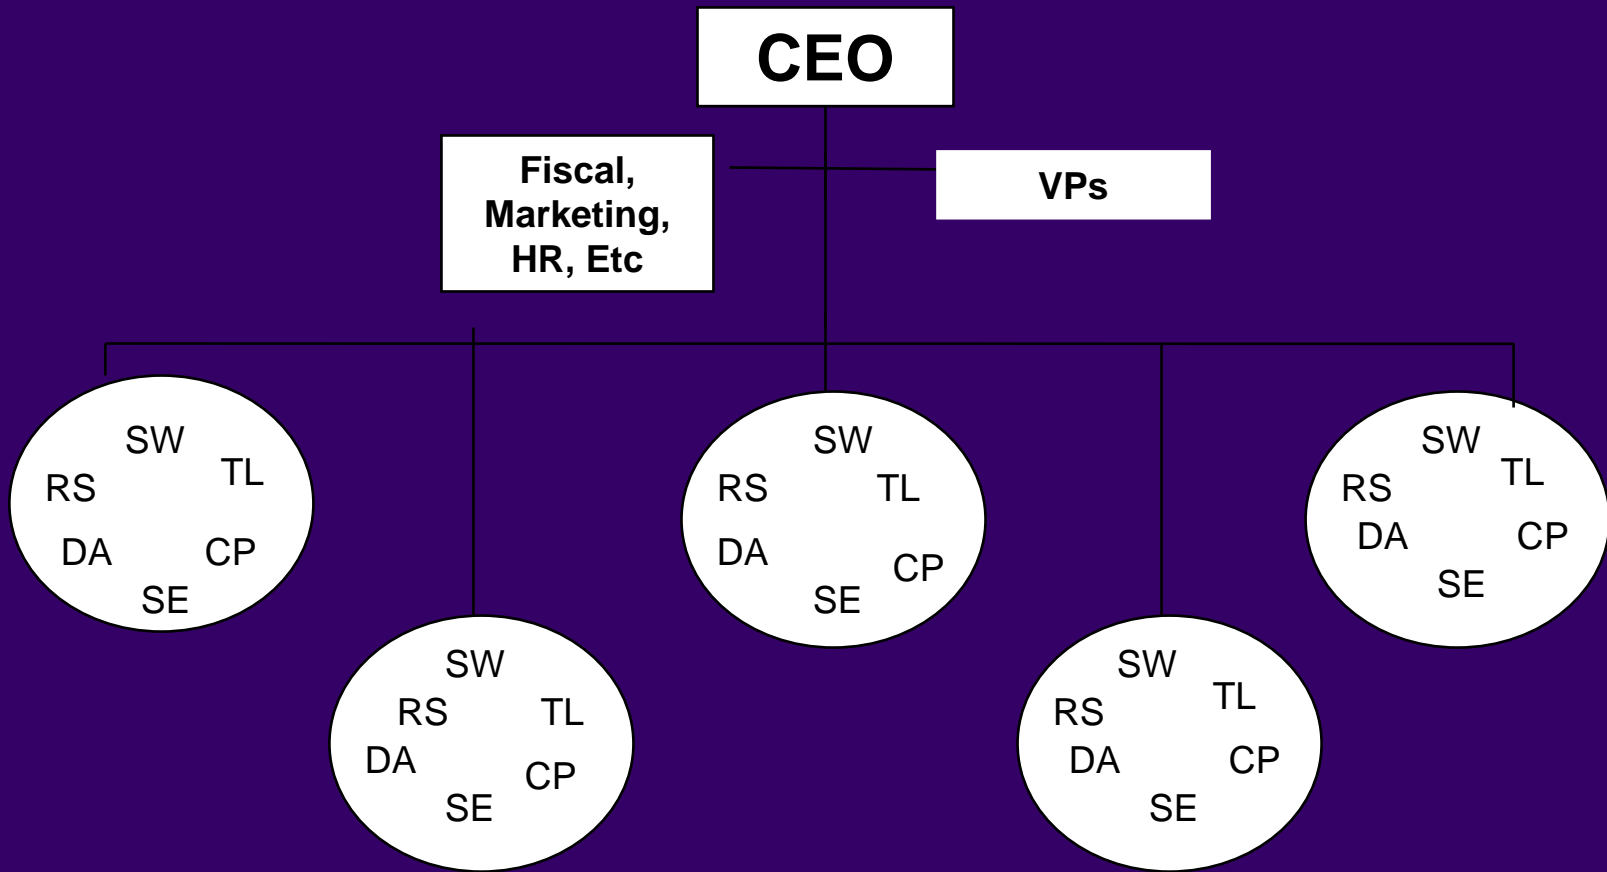 CEO
Fiscal,
Marketing,
HR, Etc
VPs
SW
TL
RS
DA
CP
SE
SW
RS
TL
DA
CP
SE
SW
RS
TL
DA
CP
SE
SW
TL
RS
DA
CP
SE
SW
TL
RS
DA
CP
SE